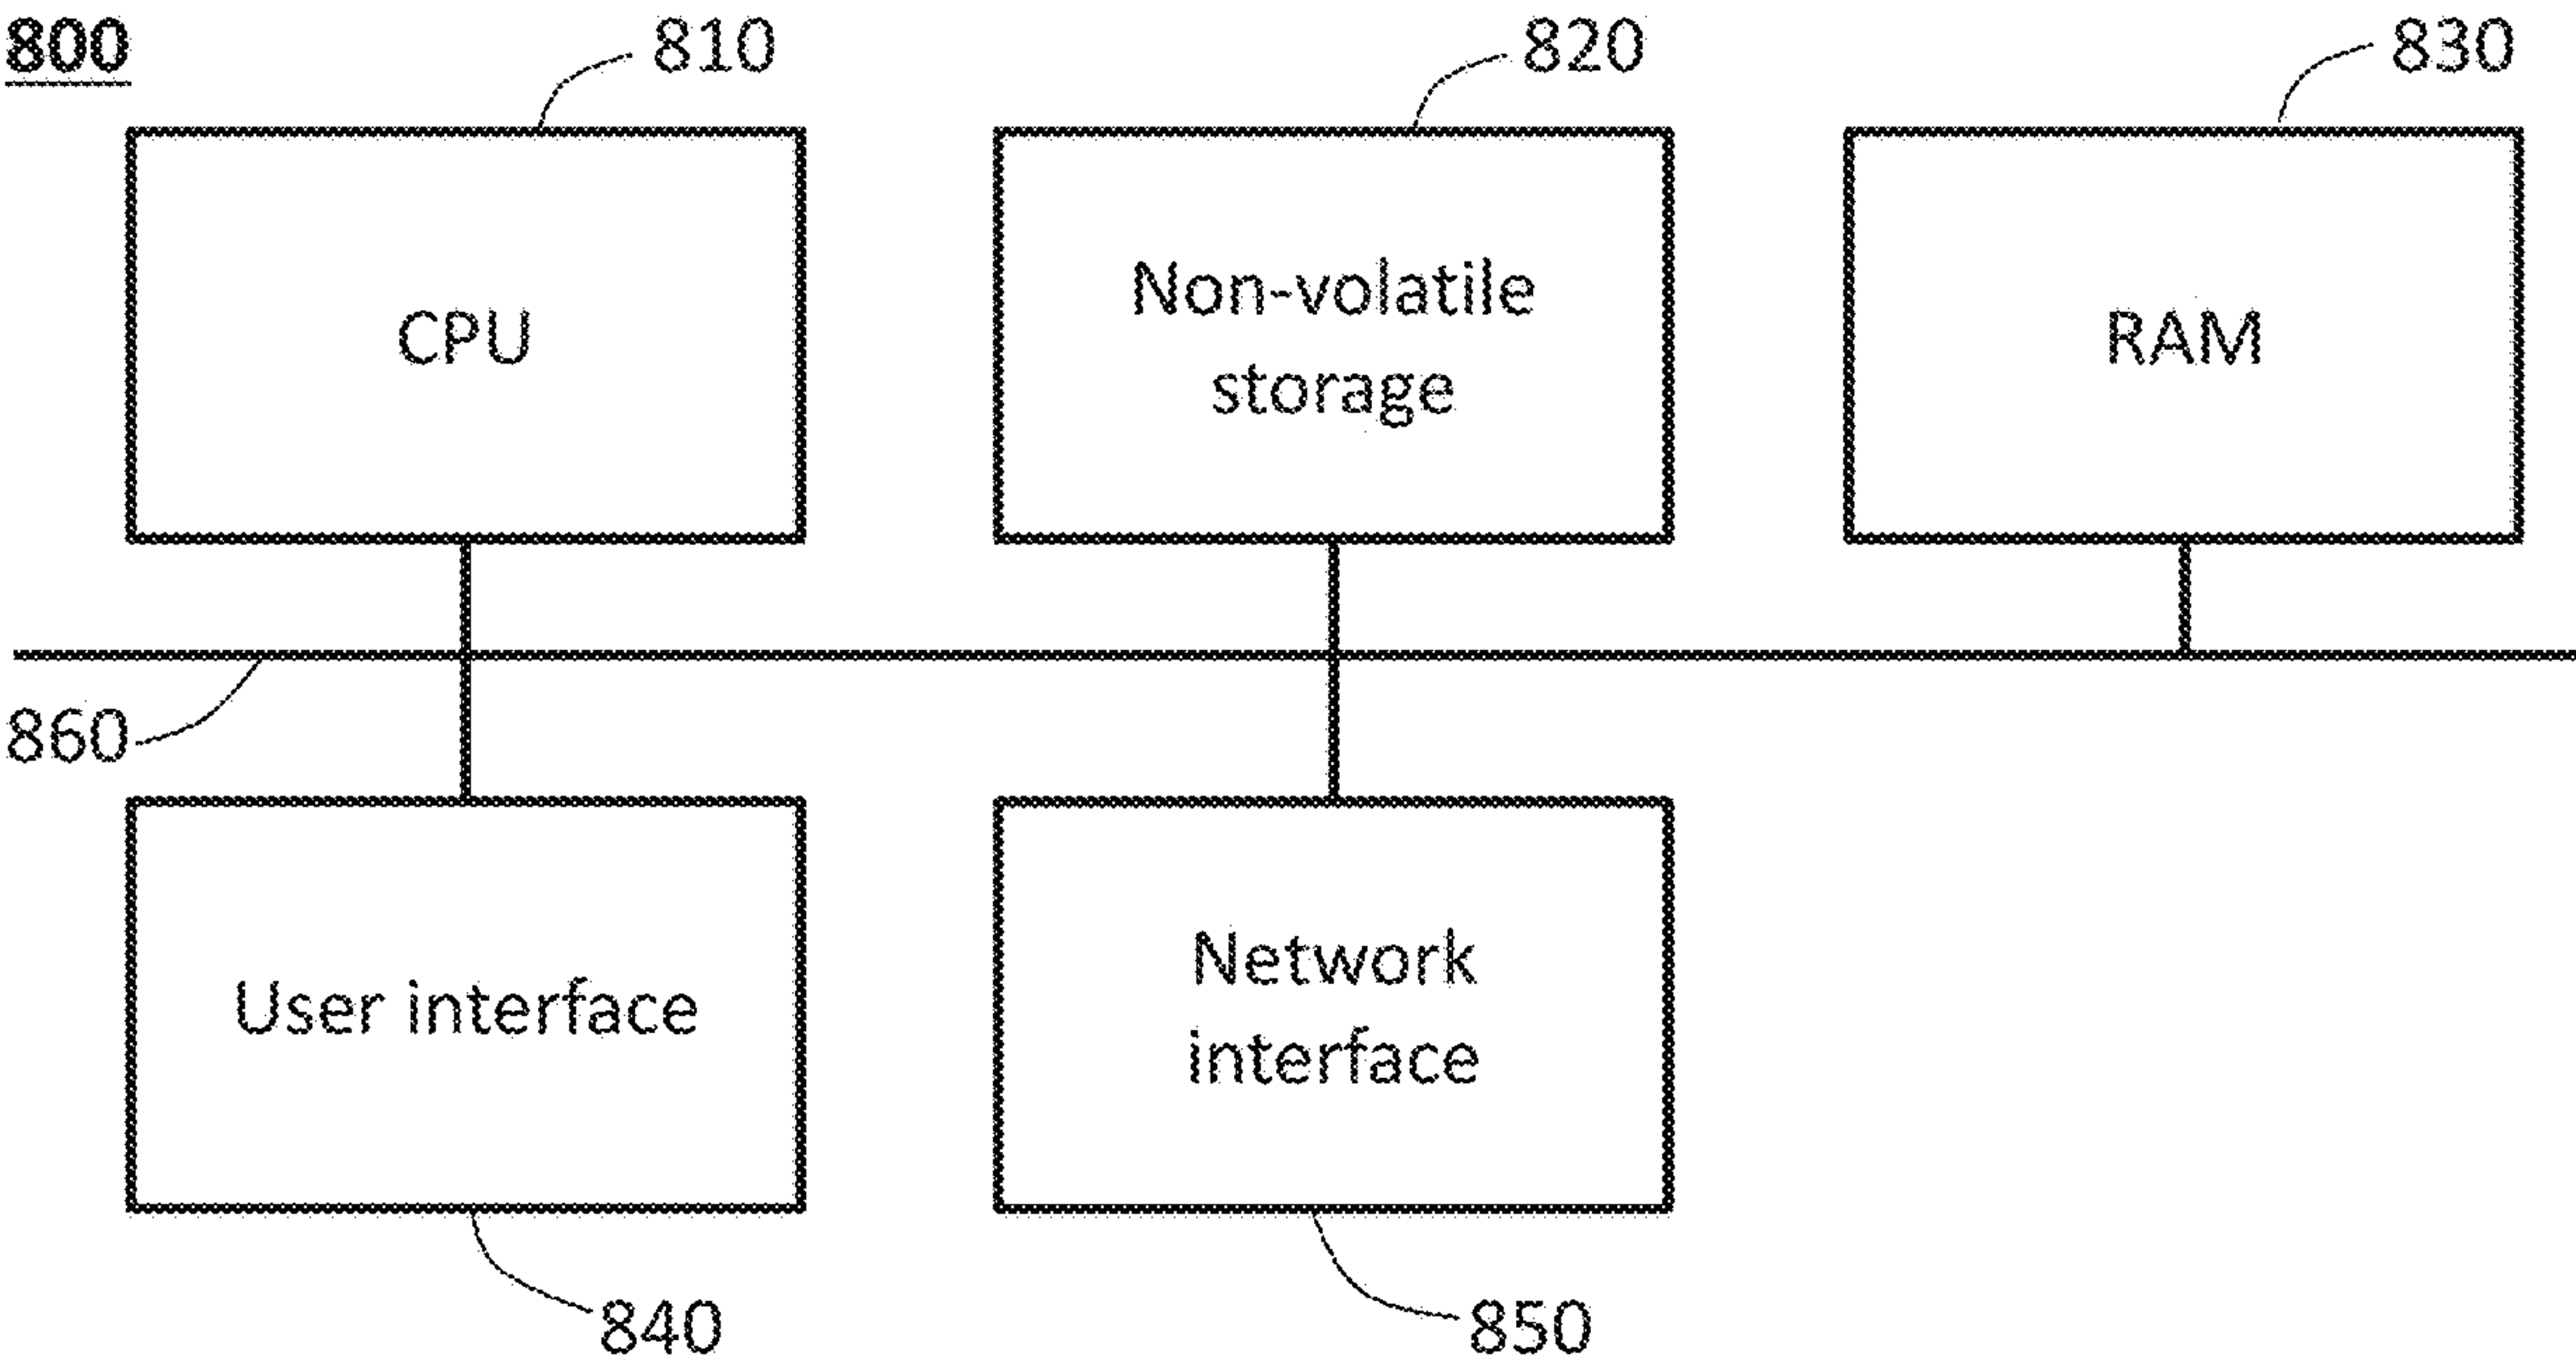 800
810
820
830
CPU
Non-volatile
storage
RAM
860
User interface
Network
interface
840
850